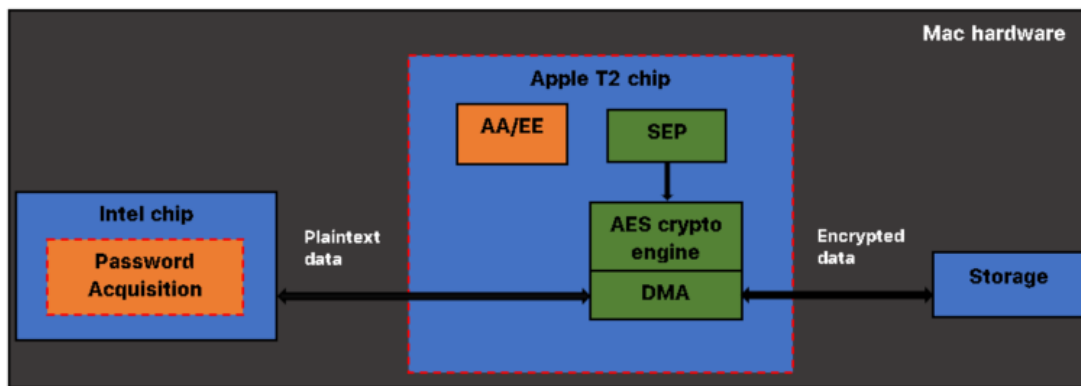 Mac hardware
Apple T2 chip
AA/EE
SEP
Intel chip
Password
Acquisition
Plaintext
data
AES crypto
engine
DMA
Encrypted
data
Storage